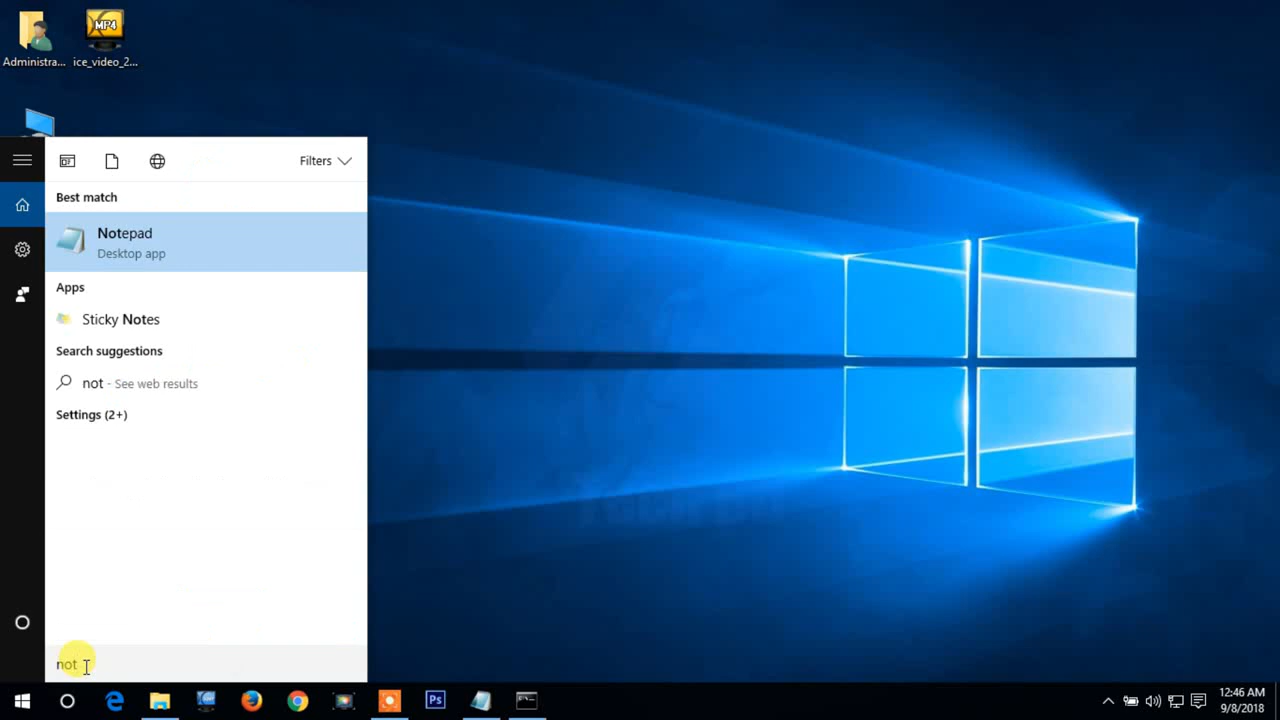 MP4
Administra...
ice_video_2...
Filters
Best match
Notepad
Desktop app
Apps
Sticky Notes
Search suggestions
not - See web results
Settings (2+)
not
Ps
12:46 AM
9/8/2018